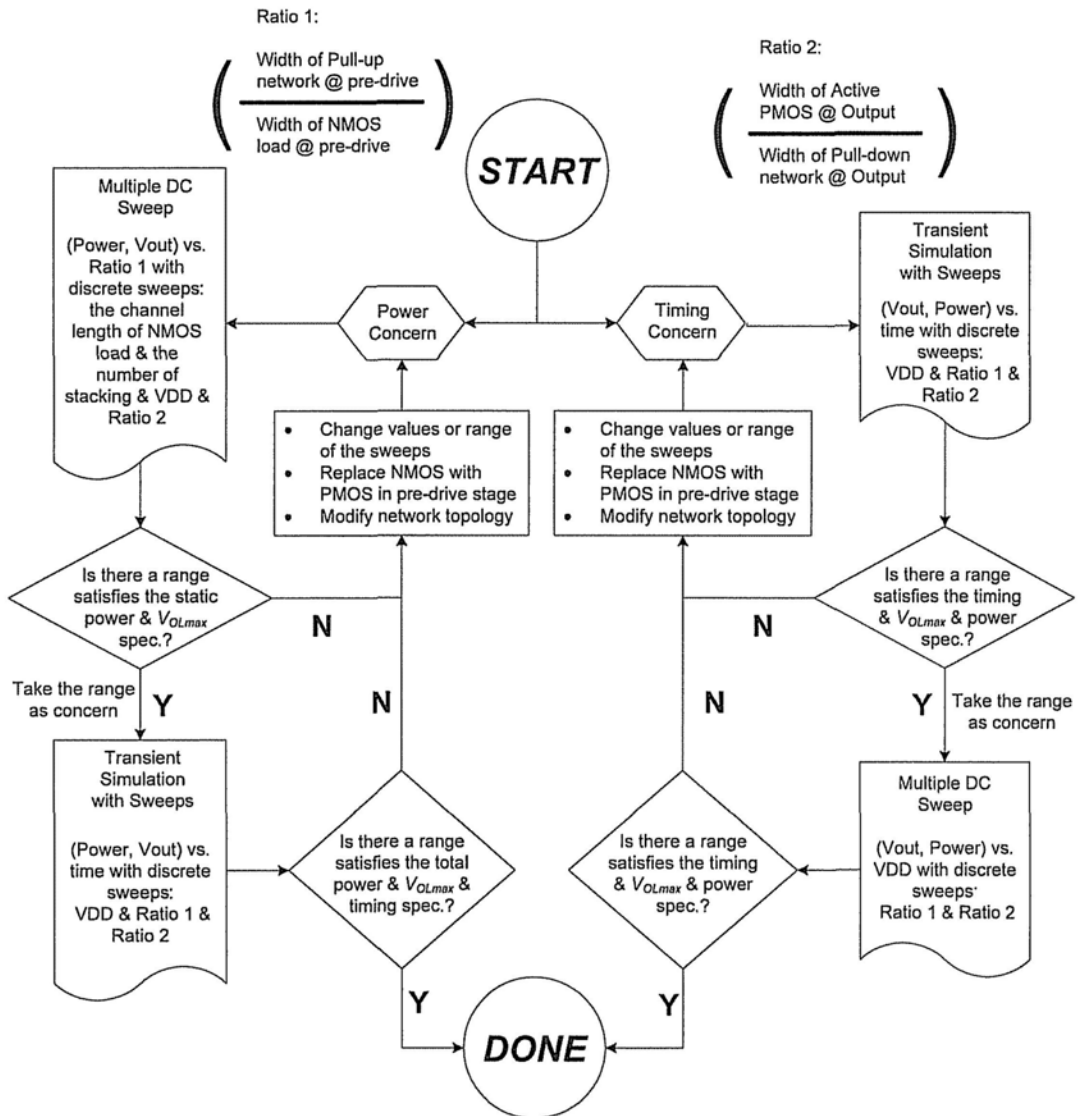 Ratio 1:
Width of Pull-up
network @ pre-drive
Width of NMOS
load @ pre-drive
Ratio 2:
Width of Active
PMOS @ Output
Width of Pull-down
network @ Output
START
Multiple DC
Sweep
(Power, Vout) vs.
Ratio 1 with
discrete sweeps:
the channel
length of NMOS
load & the
number of
stacking & VDD &
Ratio 2
Power
Concern
Timing
Concern
Transient
Simulation
with Sweeps
(Vout, Power) vs.
time with discrete
sweeps:
VDD & Ratio 1 &
Ratio 2
• Change values or range
of the sweeps
• Replace NMOS with
PMOS in pre-drive stage
• Modify network topology
• Change values or range
of the sweeps
• Replace NMOS with
PMOS in pre-drive stage
• Modify network topology
Is there a range
satisfies the static
power & VOLmax
spec.?
N
Is there a range
satisfies the timing
& VOLmax & power
spec.?
N
Take the range
as concern
Y
N
N
Y
Take the range
as concern
Transient
Simulation
with Sweeps
(Power, Vout) vs.
time with discrete
sweeps:
VDD & Ratio 1 &
Ratio 2
Is there a range
satisfies the total
power & VOLmax &
timing spec.?
Is there a range
satisfies the timing
& VOLmax & power
spec.?
Multiple DC
Sweep
(Vout, Power) vs.
VDD with discrete
sweeps:
Ratio 1 & Ratio 2
Y
Y
DONE